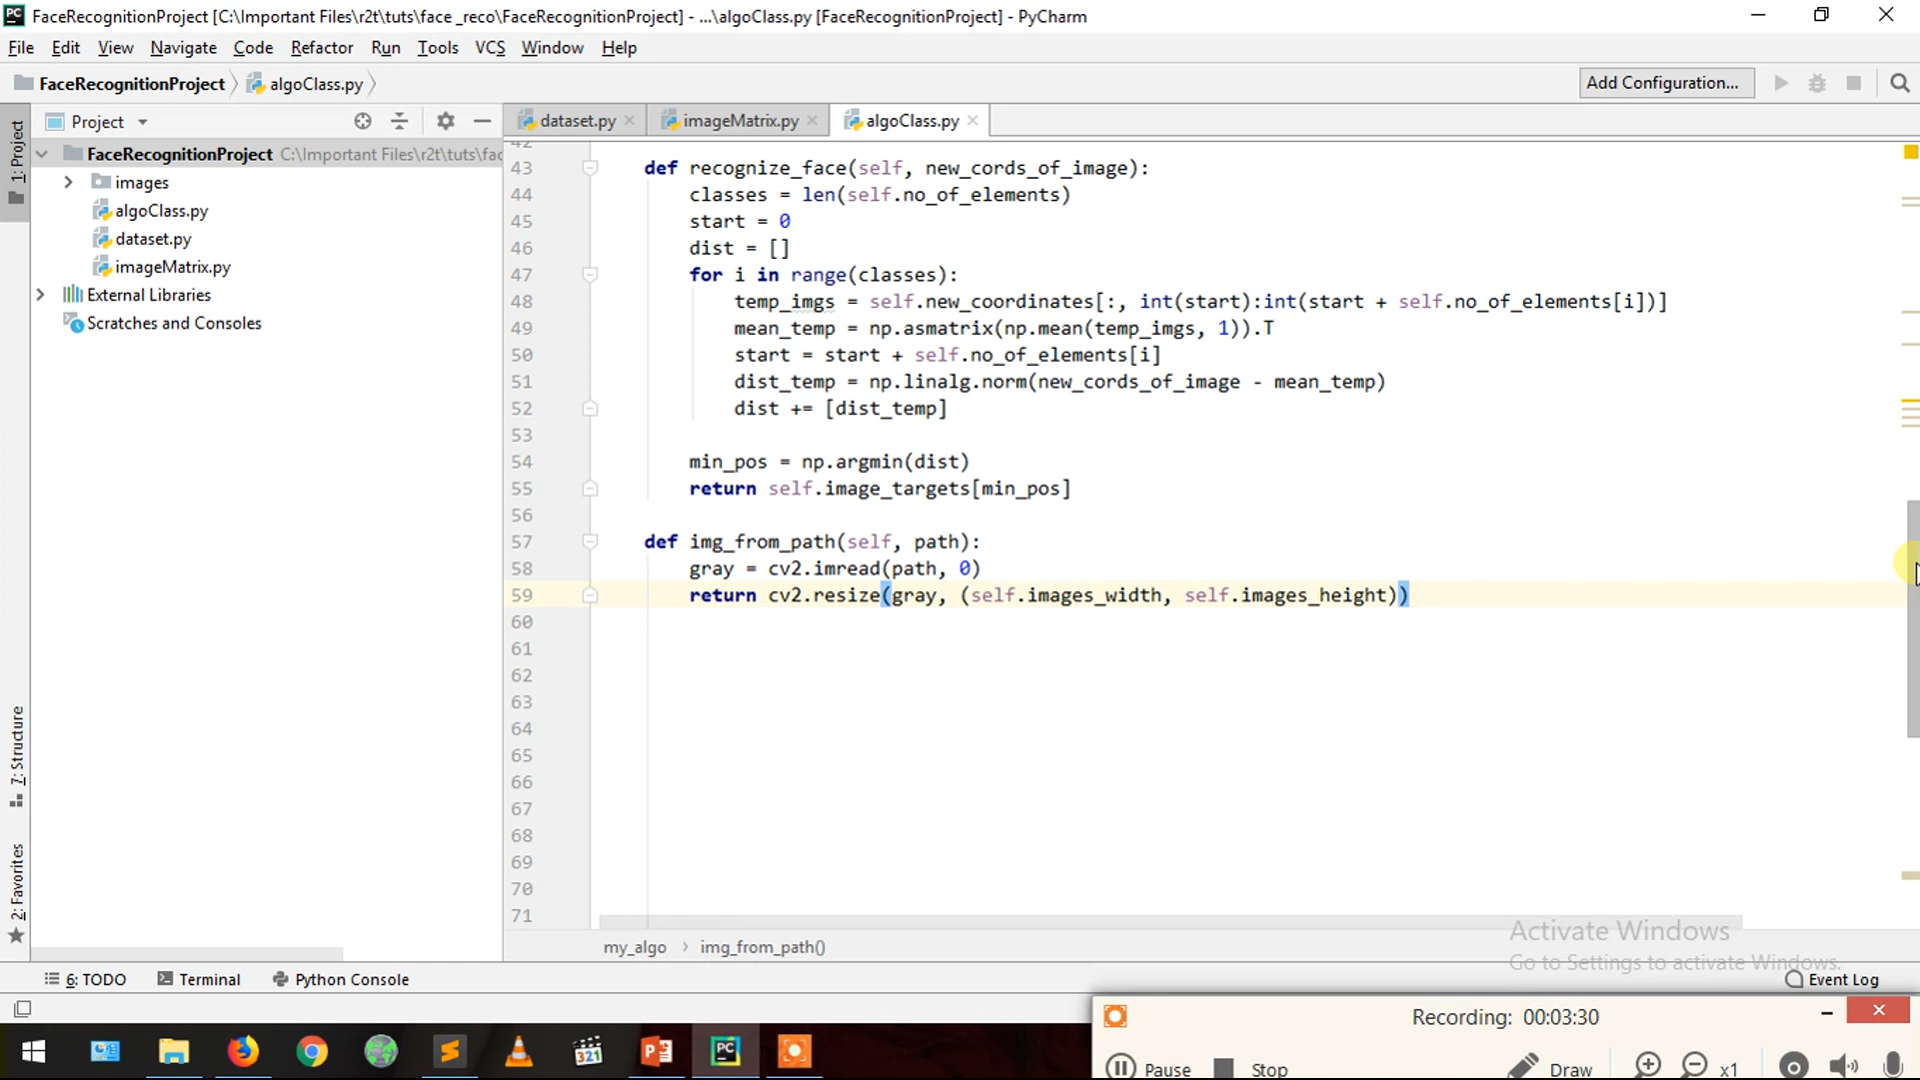 FaceRecognitionProject [C:\Important Files\r2t\tuts\face _reco\FaceRecognitionProject] - ...\algoClass.py [FaceRecognitionProject] - PyCharm
File Edit View Navigate Code Refactor Run Tools VCS Window Help
FaceRecognitionProject algoClass.py Add Configuration...
1: Project
Project
dataset.py imageMatrix.py algoClass.py
FaceRecognitionProject C:\Important Files\r2t\tuts\fac
images
algoClass.py
dataset.py
imageMatrix.py
External Libraries
Scratches and Consoles
42
43 def recognize_face(self, new_cords_of_image):
44 classes = len(self.no_of_elements)
45 start = 0
46 dist = []
47 for i in range(classes):
48 temp_imgs = self.new_coordinates[:, int(start):int(start + self.no_of_elements[i])]
49 mean_temp = np.asmatrix(np.mean(temp_imgs, 1)).T
50 start = start + self.no_of_elements[i]
51 dist_temp = np.linalg.norm(new_cords_of_image - mean_temp)
52 dist += [dist_temp]
53
54 min_pos = np.argmin(dist)
55 return self.image_targets[min_pos]
56
57 def img_from_path(self, path):
58 gray = cv2.imread(path, 0)
59 return cv2.resize(gray, (self.images_width, self.images_height))
60
61
62
63
64
65
66
67
68
69
70
71
7: Structure
2: Favorites
my_algo img_from_path()
Activate Windows
Go to Settings to activate Windows.
6: TODO Terminal Python Console Event Log
Recording: 00:03:30
Pause Stop Draw x1
321